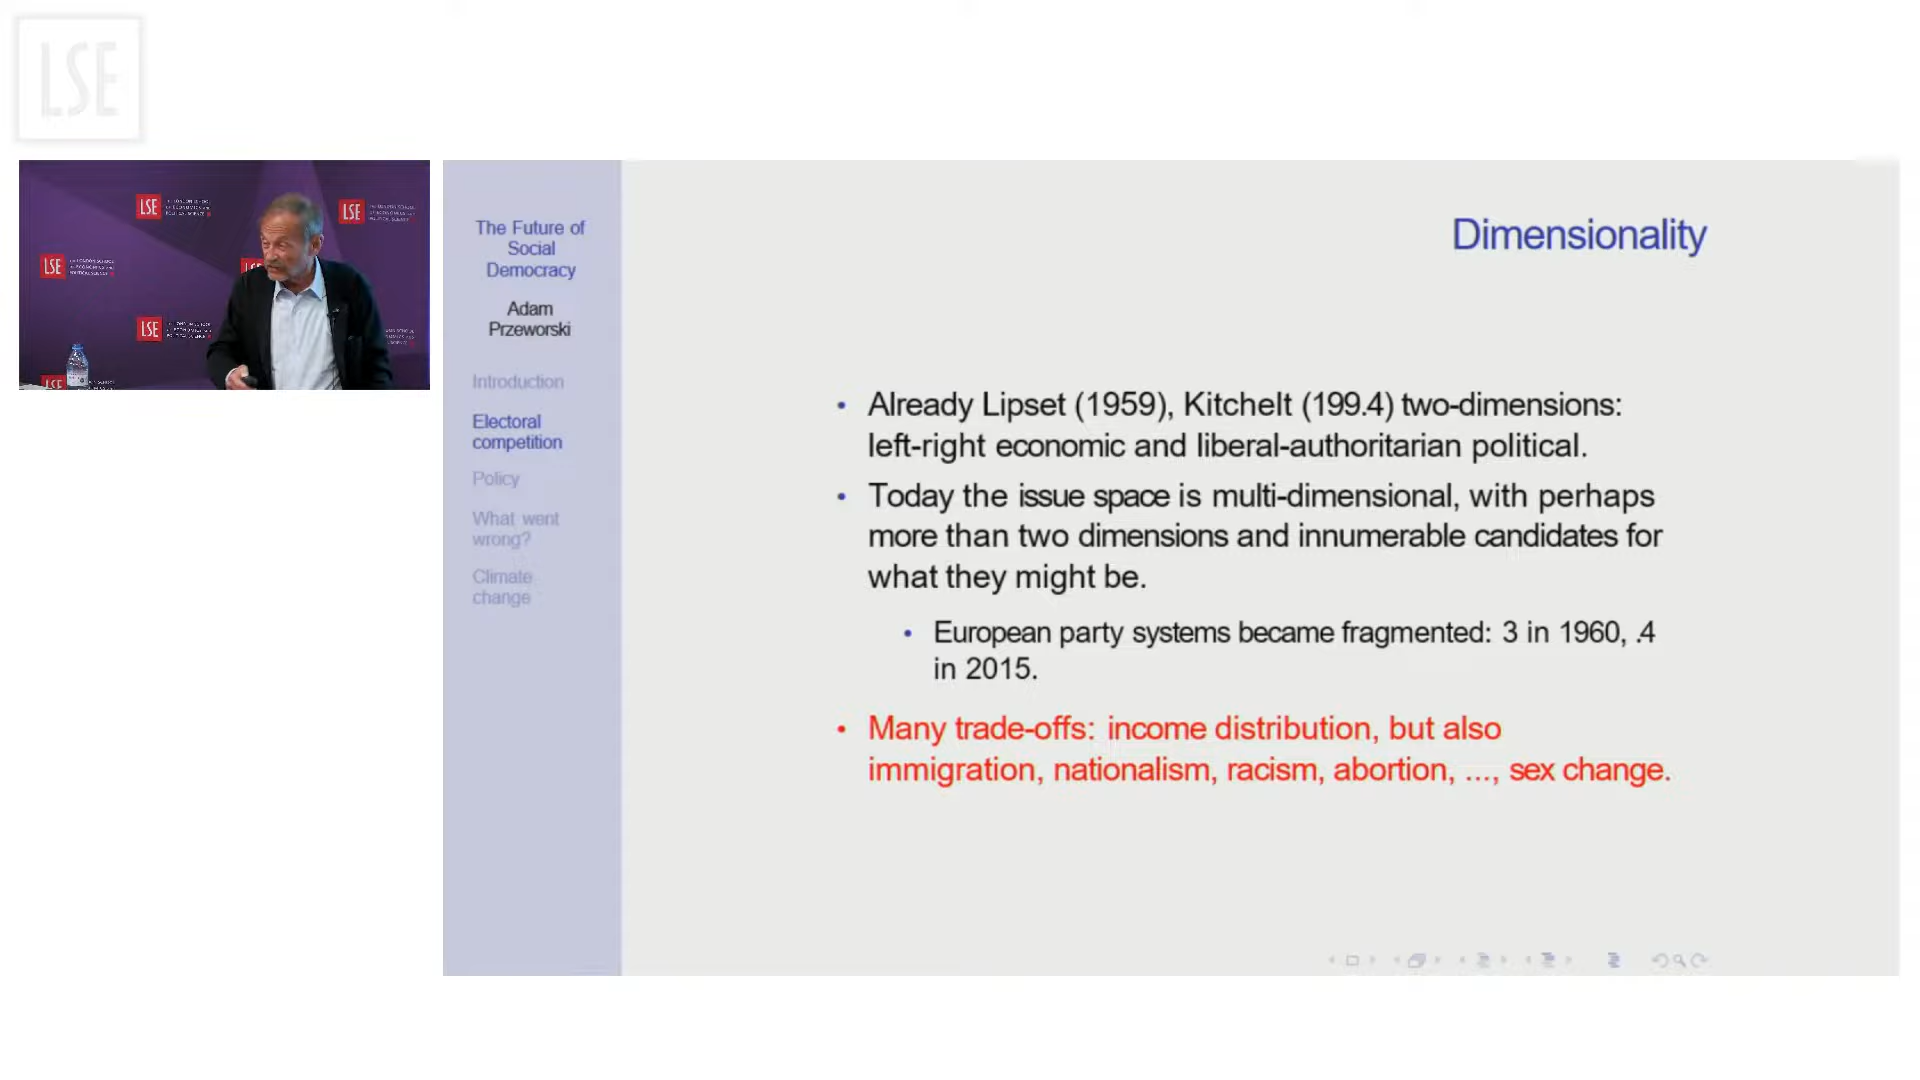 LSE
LSE
LSE
LSE
LSE
The Future of
Social
Democracy
Adam
Przeworski
Introduction
Electoral
competition
Policy
What went
wrong?
Climate
change
Dimensionality
• Already Lipset (1959), Kitchelt (199.4) two-dimensions:
left-right economic and liberal-authoritarian political.
• Today the issue space is multi-dimensional, with perhaps
more than two dimensions and innumerable candidates for
what they might be.
• European party systems became fragmented: 3 in 1960, .4
in 2015.
• Many trade-offs: income distribution, but also
immigration, nationalism, racism, abortion, ..., sex change.